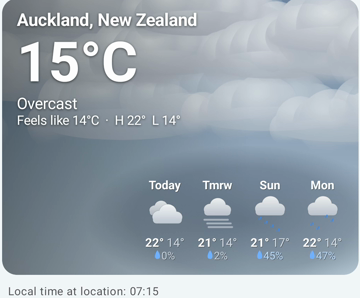 Auckland, New Zealand
15°C
Overcast
Feels like 14°C · H 22° L 14°
Today Tmrw Sun Mon
22° 14° 21° 14° 21° 17° 22° 14°
0% 2% 45% 47%
Local time at location: 07:15